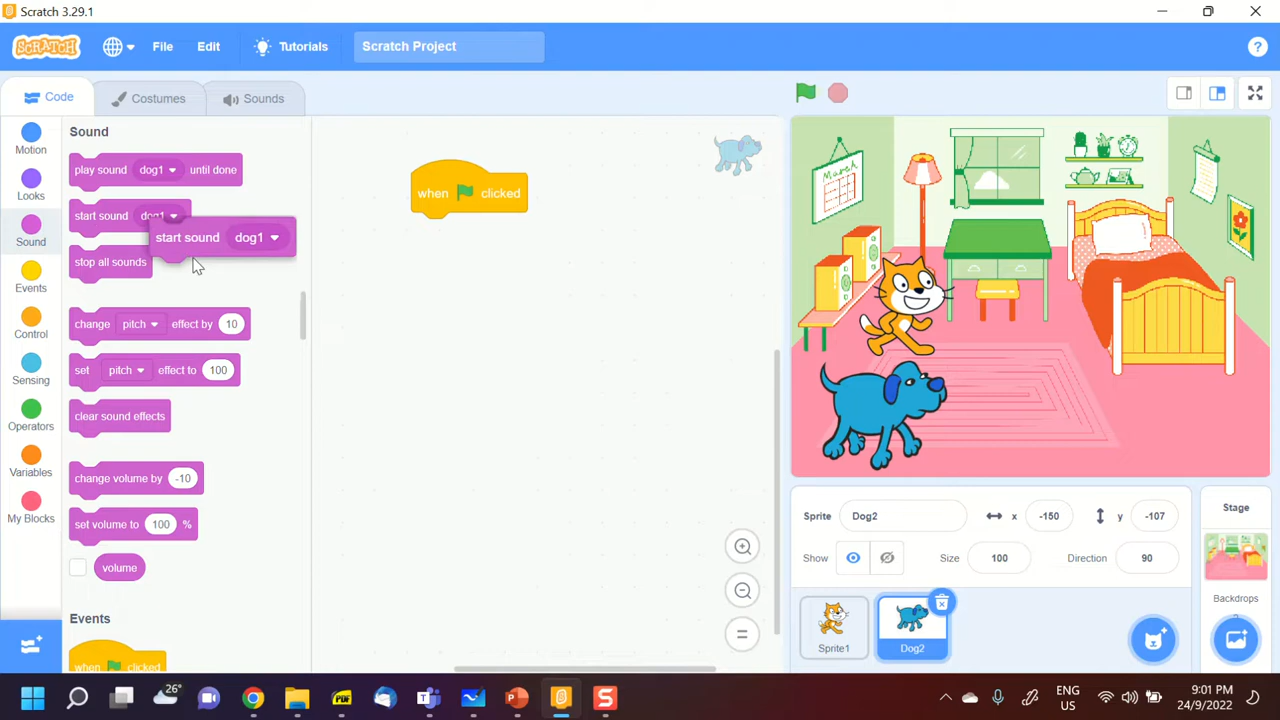 Scratch 3.29.1
SCRATCH File Edit Tutorials Scratch Project ?
Code Costumes Sounds
Motion
Looks
Sound
Events
Control
Sensing
Operators
Variables
My Blocks
Sound
play sound dog1 until done
start sound dog1
start sound dog1
stop all sounds
change pitch effect by 10
set pitch effect to 100
clear sound effects
change volume by -10
set volume to 100 %
volume
Events
when clicked
when clicked
March
Sprite Dog2 x -150 y -107
Show Size 100 Direction 90
Sprite1
Dog2
Stage
Backdrops
26°
PDF
S
ENG
US
9:01 PM
24/9/2022